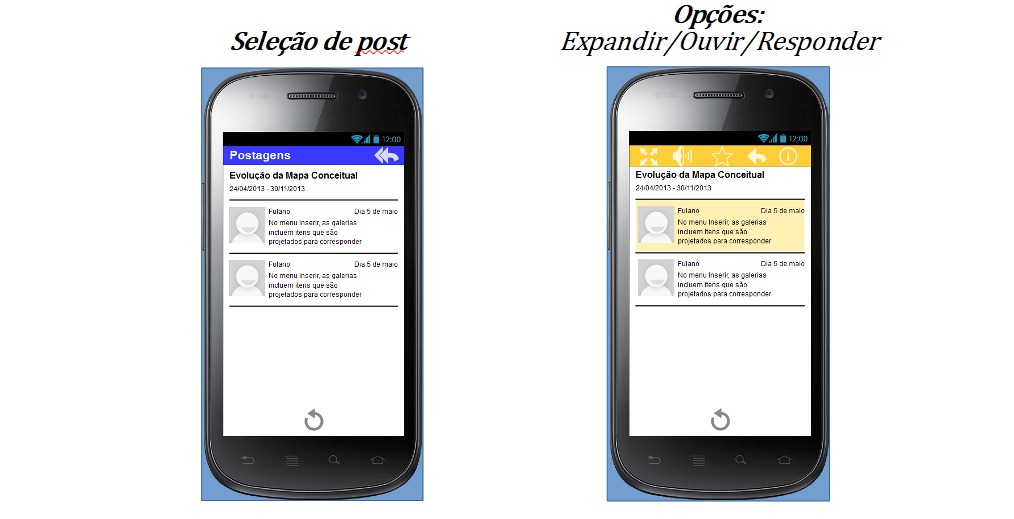 Seleção de post
Opções:
Expandir/Ouvir/Responder
12:00
Postagens
Evolução da Mapa Conceitual
24/04/2013 - 30/11/2013
Fulano Dia 5 de maio
No menu Inserir, as galerias
incluem itens que são
projetados para corresponder
Fulano Dia 5 de maio
No menu Inserir, as galerias
incluem itens que são
projetados para corresponder
12:00
Evolução da Mapa Conceitual
24/04/2013 - 30/11/2013
Fulano Dia 5 de maio
No menu Inserir, as galerias
incluem itens que são
projetados para corresponder
Fulano Dia 5 de maio
No menu Inserir, as galerias
incluem itens que são
projetados para corresponder